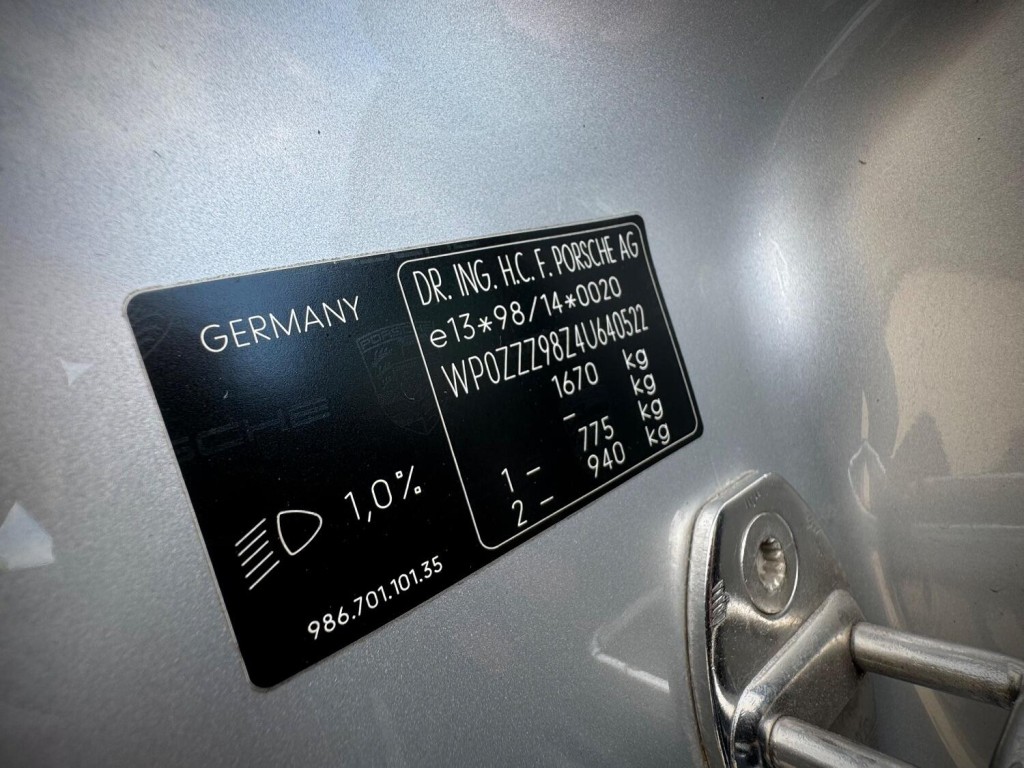 GERMANY
1,0%
986.701.101.35
DR. ING. H.C. F. PORSCHE AG
e13*98/14*0020
WP0ZZZ98Z4U640522
1670 kg
– kg
1 – 775 kg
2 – 940 kg